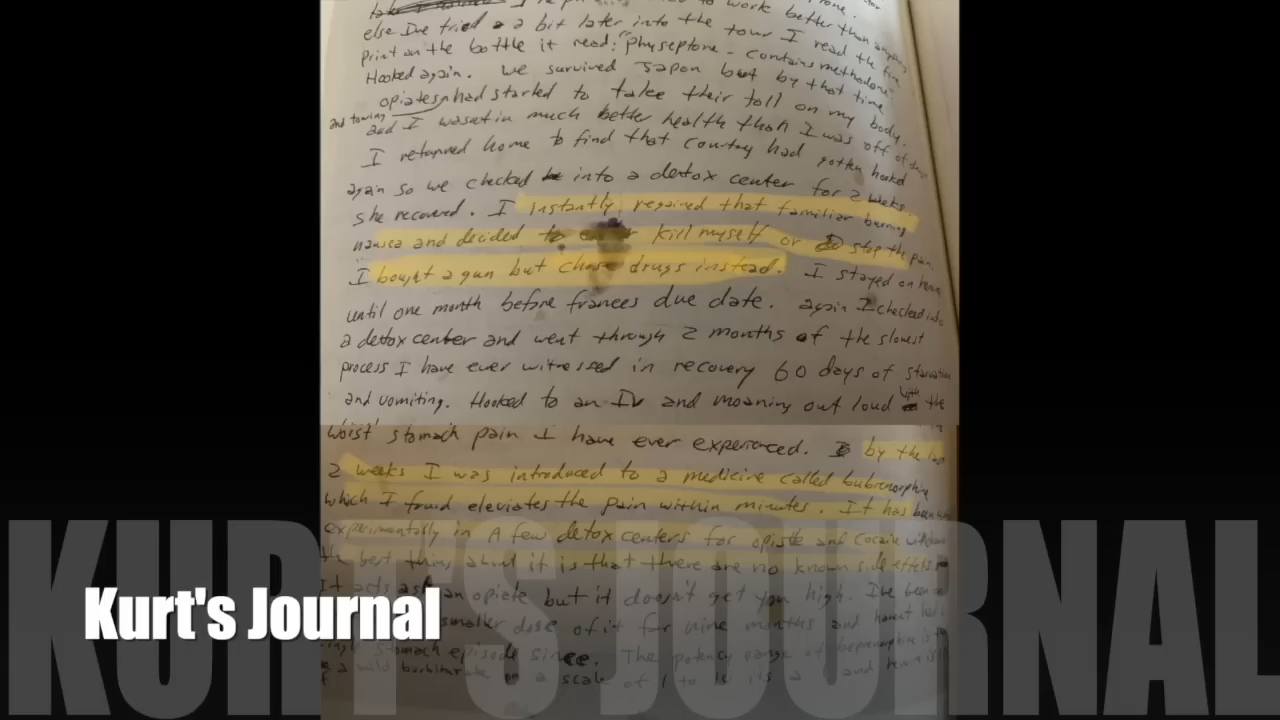 else Ive tried a bit later into the tour I read the fine
print on the bottle it read: "Physeptone - contains methadone"
Hooked again. We survived Japan but by that time
opiates had started to take their toll on my body.
and touring
and I wasnt in much better health than I was off of
I returned home to find that Courtney had gotten hooked
again so we checked into a detox center for 2 weeks.
she recovered. I instantly regained that familiar burning
nausea and decided to kill myself or stop the pain.
I bought a gun but chose drugs instead. I stayed on
until one month before frances due date. again I checked into
a detox center and went through 2 months of the slowest
process I have ever witnessed in recovery 60 days of starvation
and vomiting. Hooked to an IV and moaning out loud with the
worst stomach pain I have ever experienced. by the last
2 weeks I was introduced to a medicine called bubrenorphine
which I found eleviates the pain within minutes. It has been
experimentally in A few detox centers for opiate and cocaine
the best thing about it is that there are no known side effects.
It acts as an opiate but it doesn't get you high. Ive been
smaller dose of it for nine months and havent had
single stomach episode since. The potency range of
a mild barbiturate on a scale of 1 to
KURT'S JOURNAL
Kurt's Journal